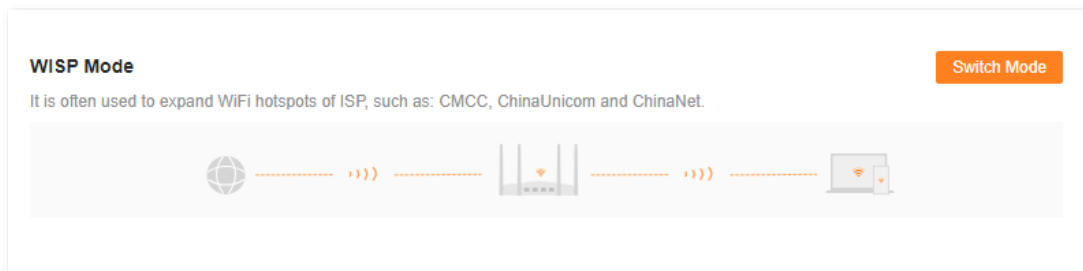 WISP Mode
Switch Mode
It is often used to expand WiFi hotspots of ISP, such as: CMCC, ChinaUnicom and ChinaNet.